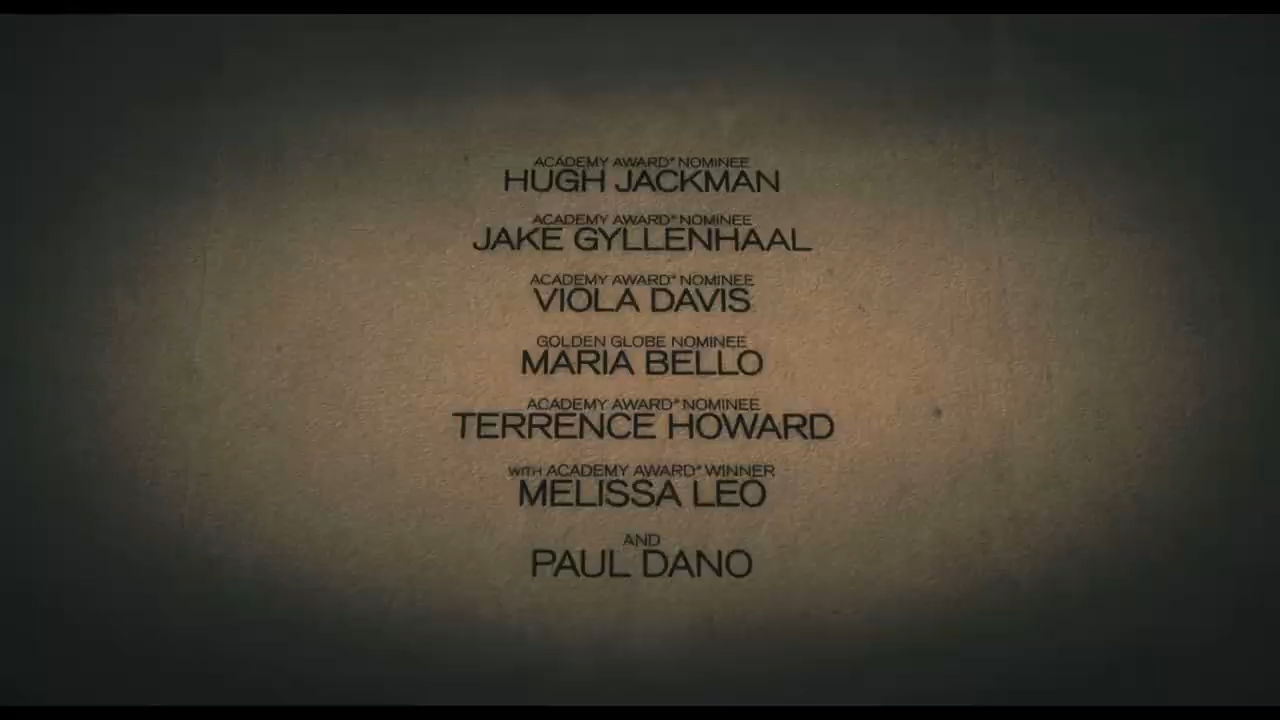 ACADEMY AWARD® NOMINEE
HUGH JACKMAN
ACADEMY AWARD® NOMINEE
JAKE GYLLENHAAL
ACADEMY AWARD® NOMINEE
VIOLA DAVIS
GOLDEN GLOBE NOMINEE
MARIA BELLO
ACADEMY AWARD® NOMINEE
TERRENCE HOWARD
WITH ACADEMY AWARD® WINNER
MELISSA LEO
AND
PAUL DANO